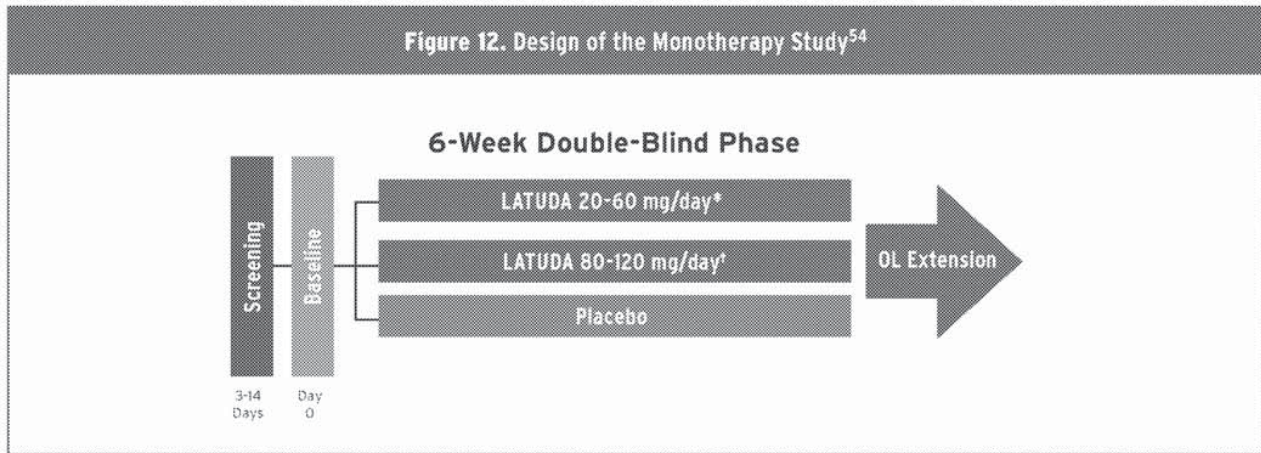 Figure 12. Design of the Monotherapy Study⁵⁴
6-Week Double-Blind Phase
Screening
Baseline
LATUDA 20-60 mg/day*
LATUDA 80-120 mg/day†
Placebo
OL Extension
3-14
Days
Day
0